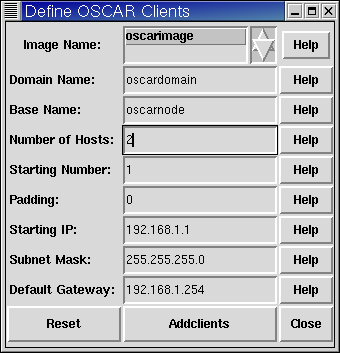 Define OSCAR Clients
Image Name: oscarimage Help
Domain Name: oscardomain Help
Base Name: oscarnode Help
Number of Hosts: 2 Help
Starting Number: 1 Help
Padding: 0 Help
Starting IP: 192.168.1.1 Help
Subnet Mask: 255.255.255.0 Help
Default Gateway: 192.168.1.254 Help
Reset Addclients Close